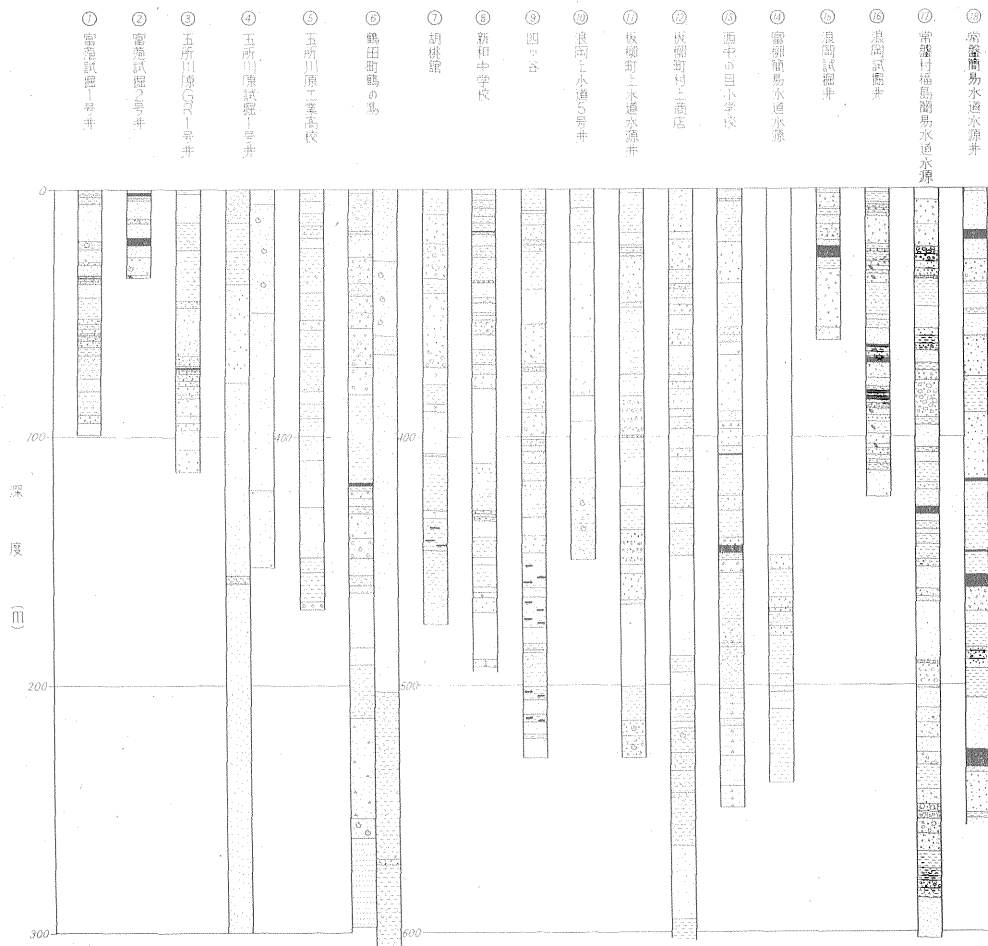 ① 富萢試掘1号井
② 富萢試掘2号井
③ 五所川原GR1号井
④ 五所川原試掘1号井
⑤ 五所川原工業高校
⑥ 鶴田町鶴の湯
⑦ 胡桃舘
⑧ 新和中学校
⑨ 四ツ谷
⑩ 浪岡上水道5号井
⑪ 板柳町上水道水源井
⑫ 板柳町村上商店
⑬ 西中の目小学校
⑭ 富柳簡易水道水源
⑮ 浪岡試掘井
⑯ 浪岡試掘井
⑰ 常盤村福島簡易水道水源
⑱ 常盤簡易水道水源井
0
100
400
400
200
500
300
600
深度(m)